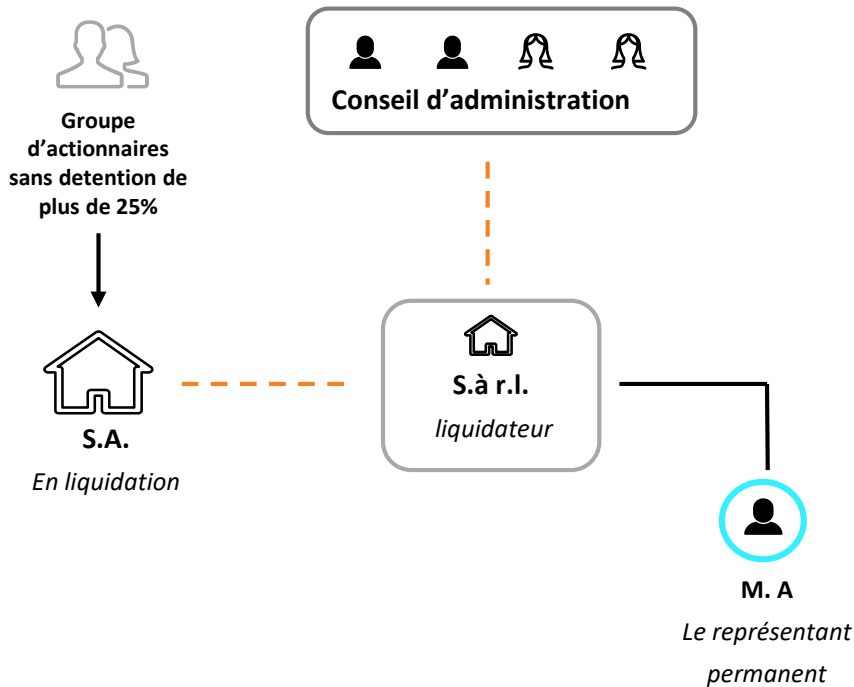 Groupe
d'actionnaires
sans detention de
plus de 25%
Conseil d'administration
S.A.
En liquidation
S.à r.l.
liquidateur
M. A
Le représentant
permanent